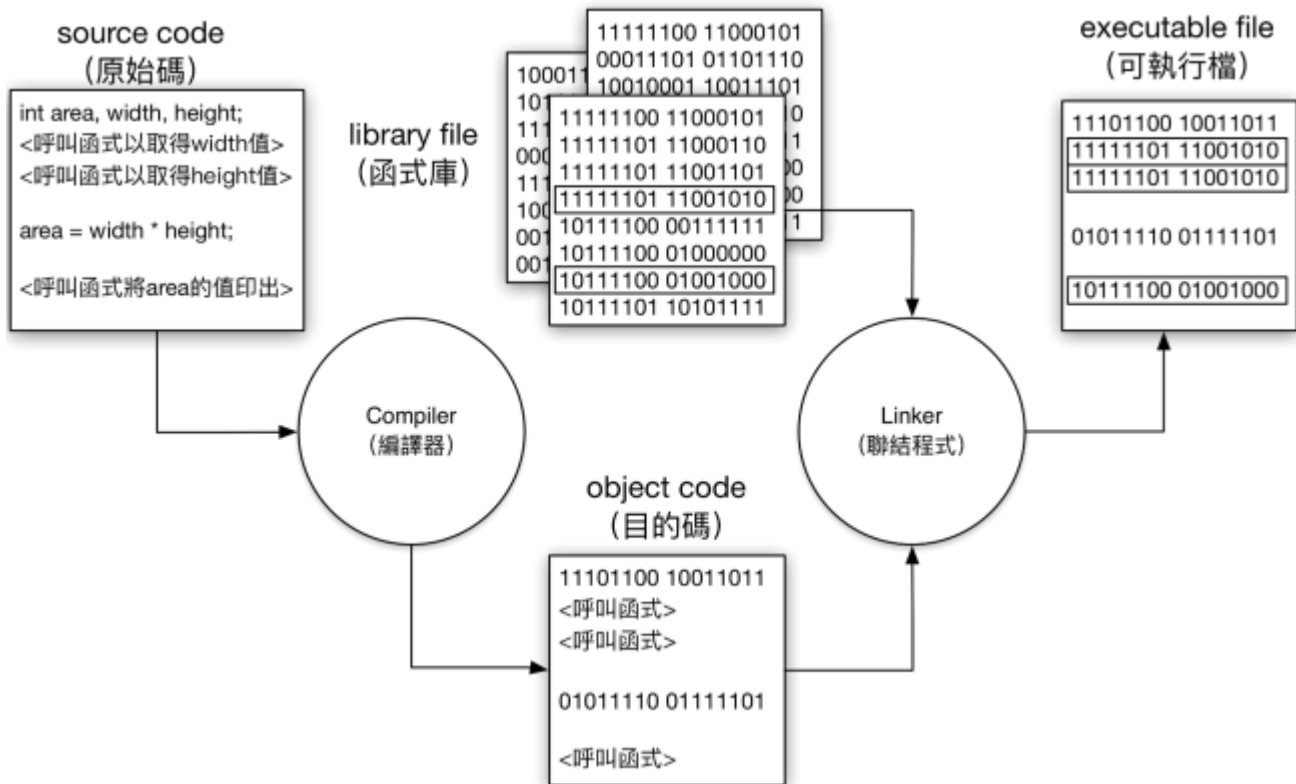 source code
（原始碼）
int area, width, height;
<呼叫函式以取得width值>
<呼叫函式以取得height值>
area = width * height;
<呼叫函式將area的值印出>
library file
（函式庫）
11111100 11000101
00011101 01101110
10010001 10011101
11111100 11000101
11111101 11000110
11111101 11001101
11111101 11001010
10111100 00111111
10111100 01000000
10111100 01001000
10111101 10101111
executable file
（可執行檔）
11101100 10011011
11111101 11001010
11111101 11001010
01011110 01111101
10111100 01001000
Compiler
（編譯器）
Linker
（聯結程式）
object code
（目的碼）
11101100 10011011
<呼叫函式>
<呼叫函式>
01011110 01111101
<呼叫函式>